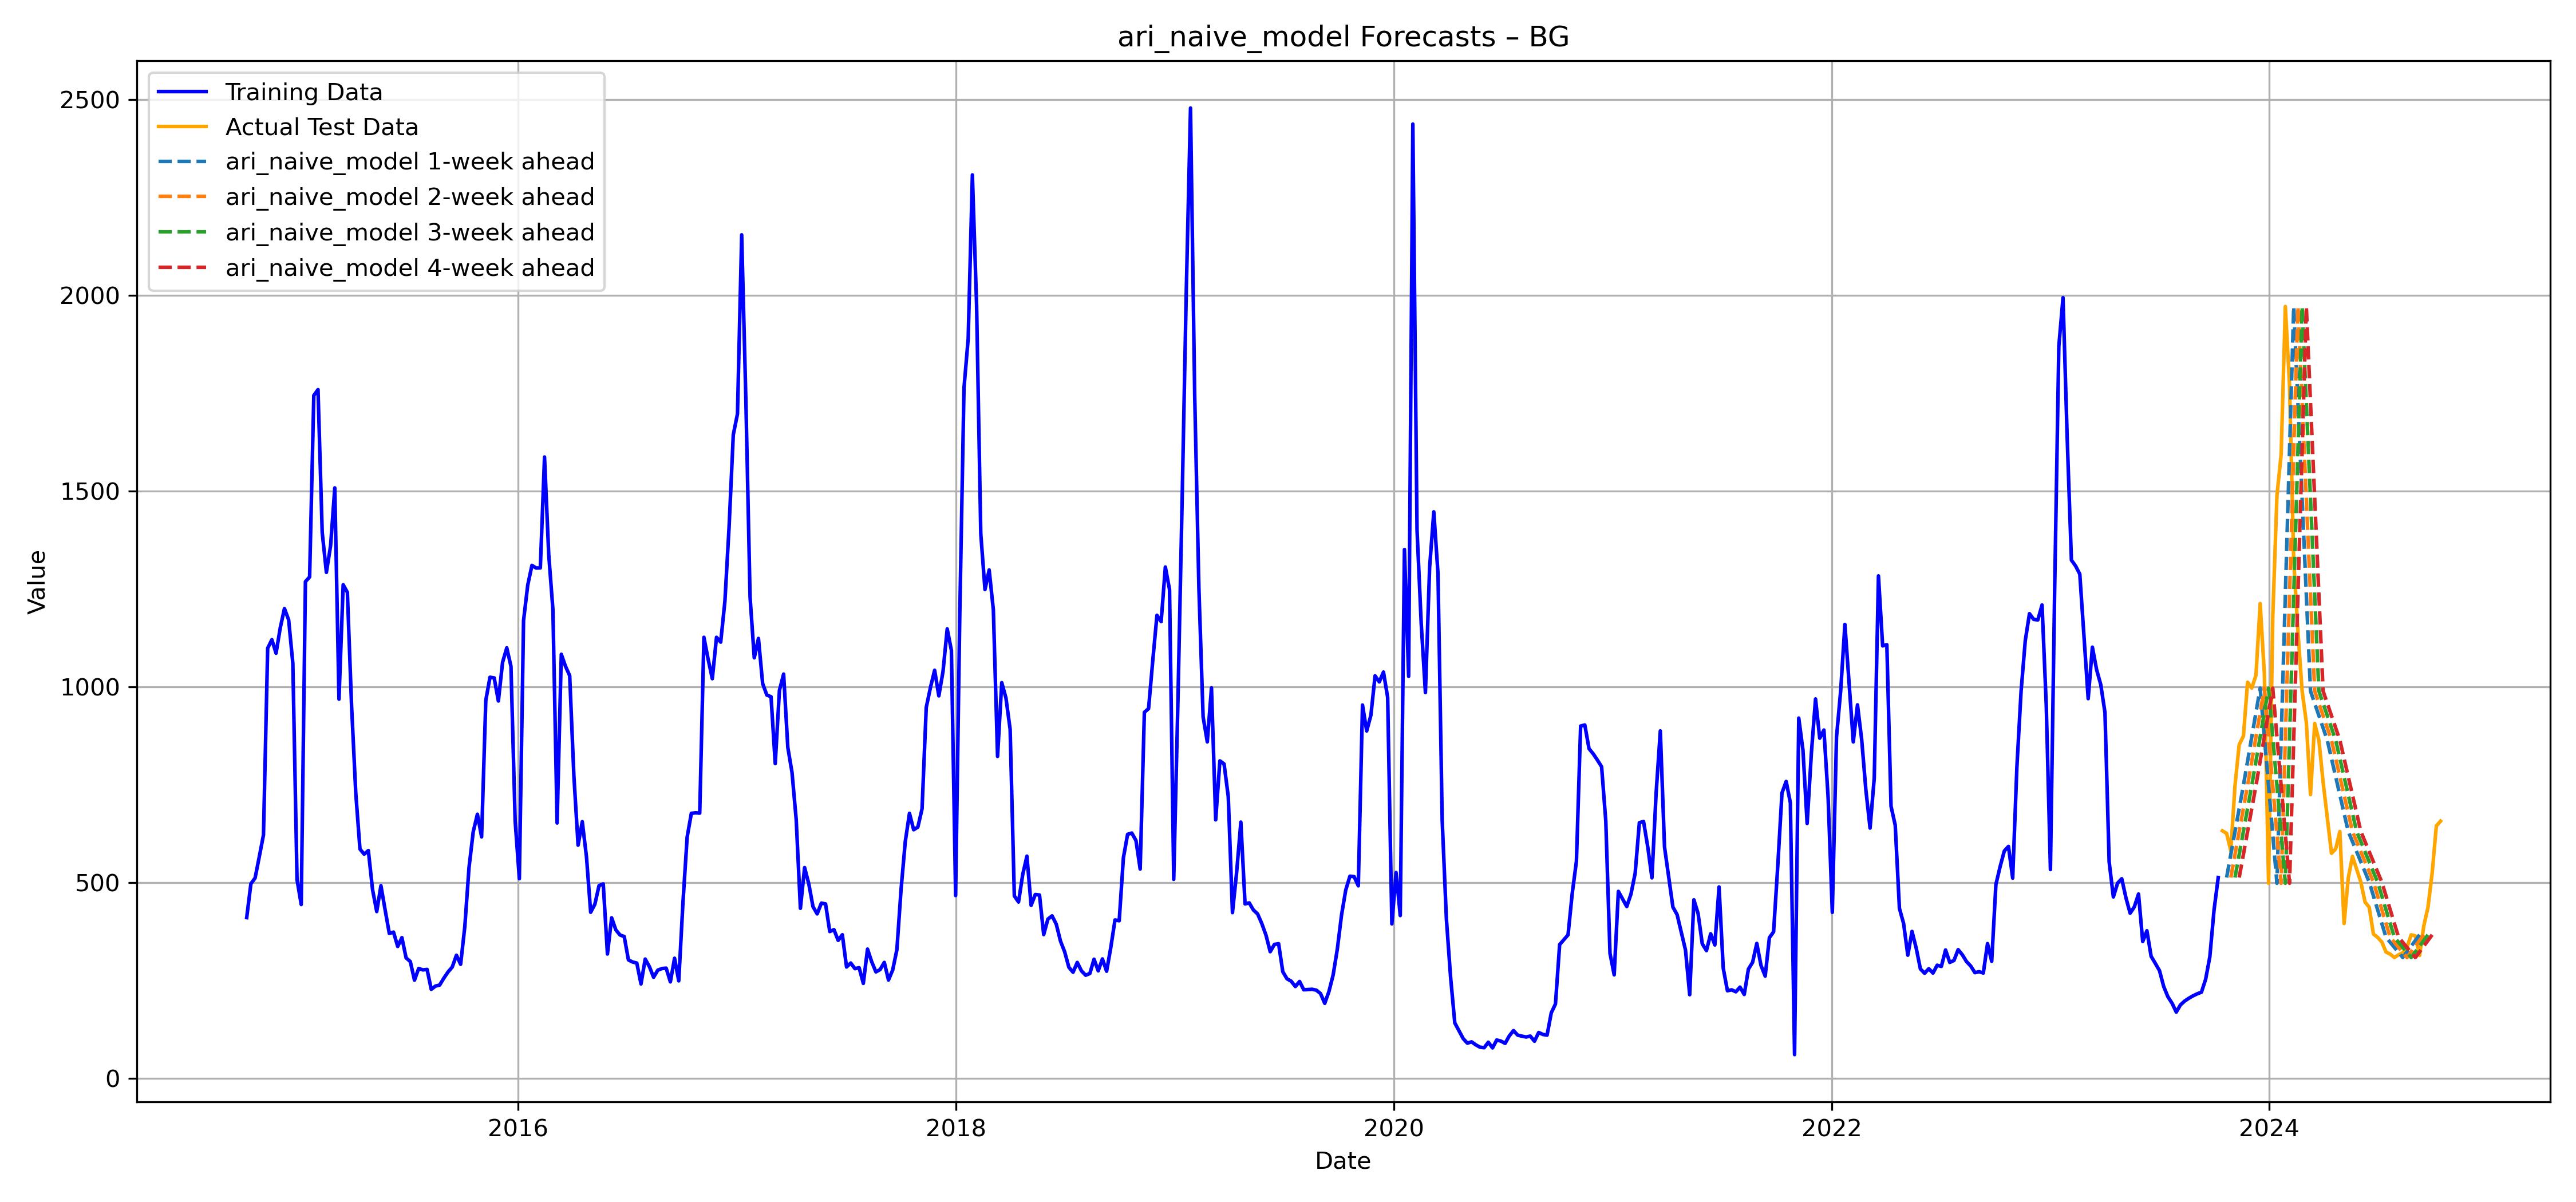 ari_naive_model Forecasts – BG
Training Data
Actual Test Data
ari_naive_model 1-week ahead
ari_naive_model 2-week ahead
ari_naive_model 3-week ahead
ari_naive_model 4-week ahead
2500
2000
1500
1000
500
0
Value
2016
2018
2020
2022
2024
Date